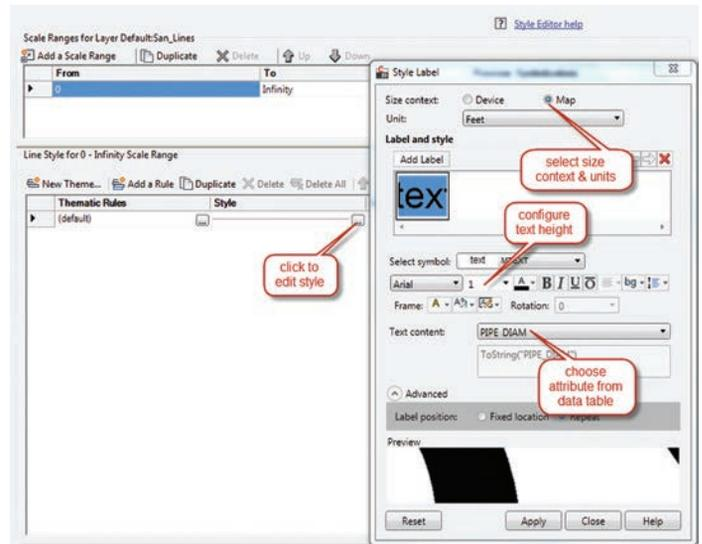 Style Editor help
Scale Ranges for Layer Default:San_Lines
Add a Scale Range Duplicate Delete Up Down
From To
0 Infinity
Line Style for 0 - Infinity Scale Range
New Theme... Add a Rule Duplicate Delete Delete All
Thematic Rules Style
(default) ... ...
click to
edit style
Style Label
Size context: Device Map
Unit: Feet
Label and style
Add Label
select size
context & units
tex
configure
text height
Select symbol: text MTEXT
Arial 1 A B I U O bg
Frame: A Rotation: 0
Text content: PIPE_DIAM
choose
attribute from
data table
Advanced
Label position: Fixed location Repeat
Preview
Reset Apply Close Help